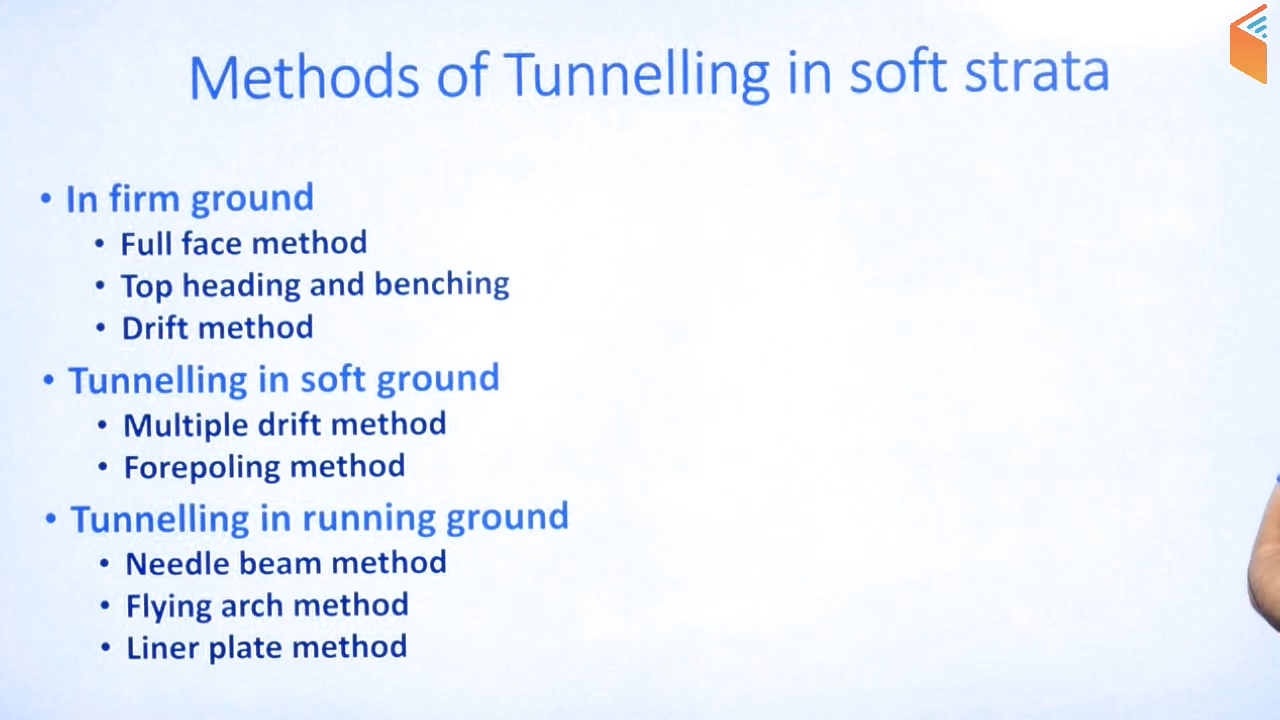 Methods of Tunnelling in soft strata
• In firm ground
• Full face method
• Top heading and benching
• Drift method
• Tunnelling in soft ground
• Multiple drift method
• Forepoling method
• Tunnelling in running ground
• Needle beam method
• Flying arch method
• Liner plate method